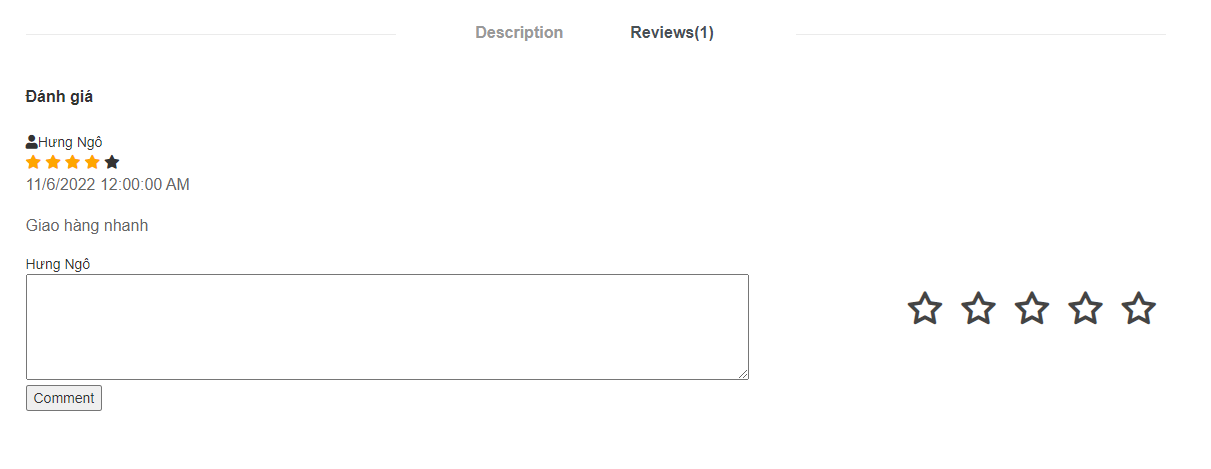 Description Reviews(1)
Đánh giá
Hưng Ngô
11/6/2022 12:00:00 AM
Giao hàng nhanh
Hưng Ngô
Comment